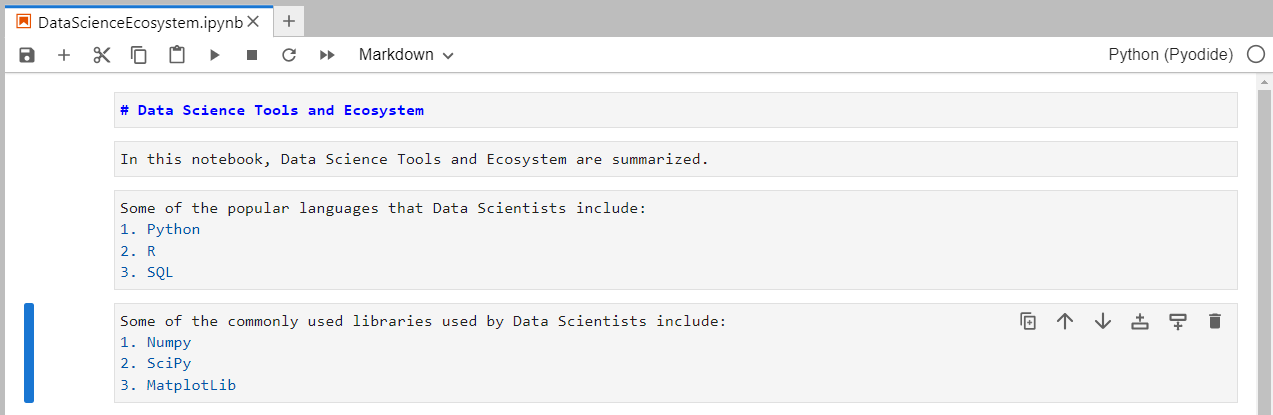 DataScienceEcosystem.ipynb
Markdown
Python (Pyodide)
# Data Science Tools and Ecosystem
In this notebook, Data Science Tools and Ecosystem are summarized.
Some of the popular languages that Data Scientists include:
1. Python
2. R
3. SQL
Some of the commonly used libraries used by Data Scientists include:
1. Numpy
2. SciPy
3. MatplotLib